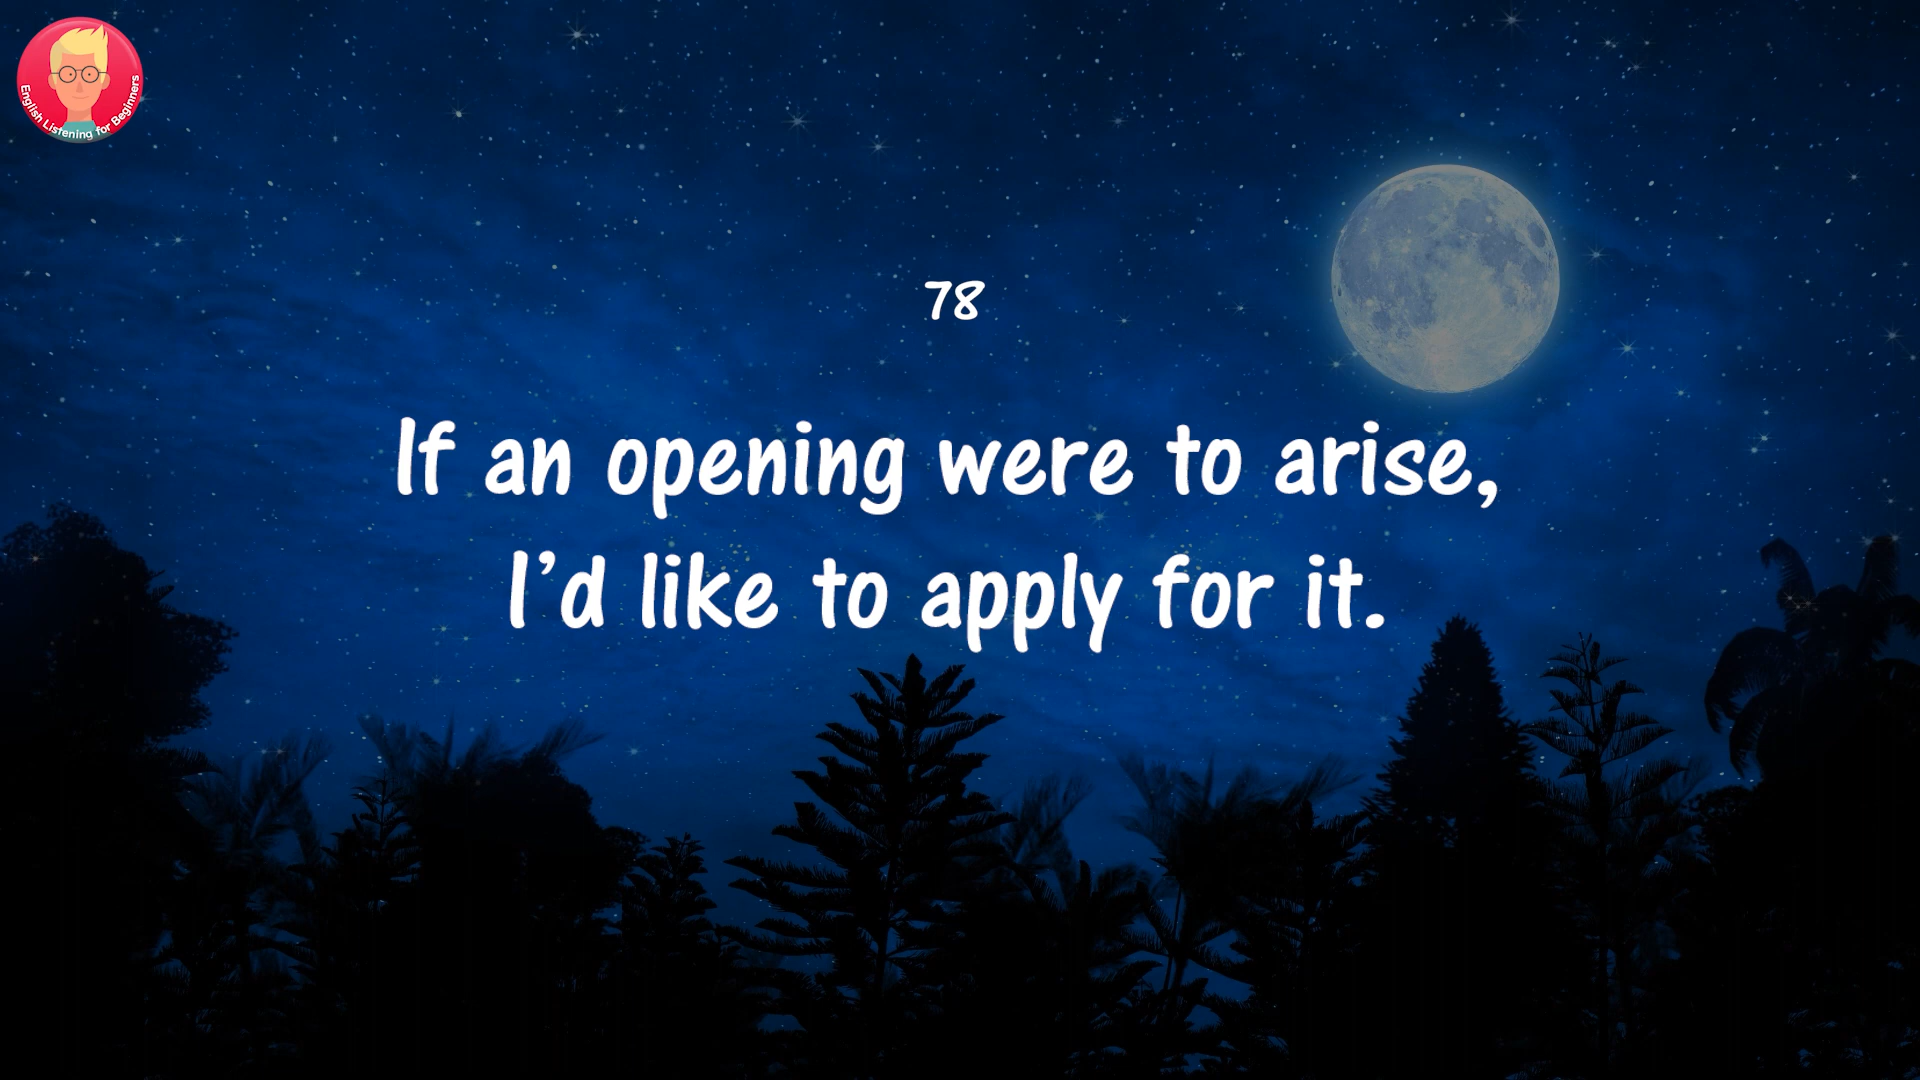 English Listening for Beginners
78
If an opening were to arise,
I’d like to apply for it.